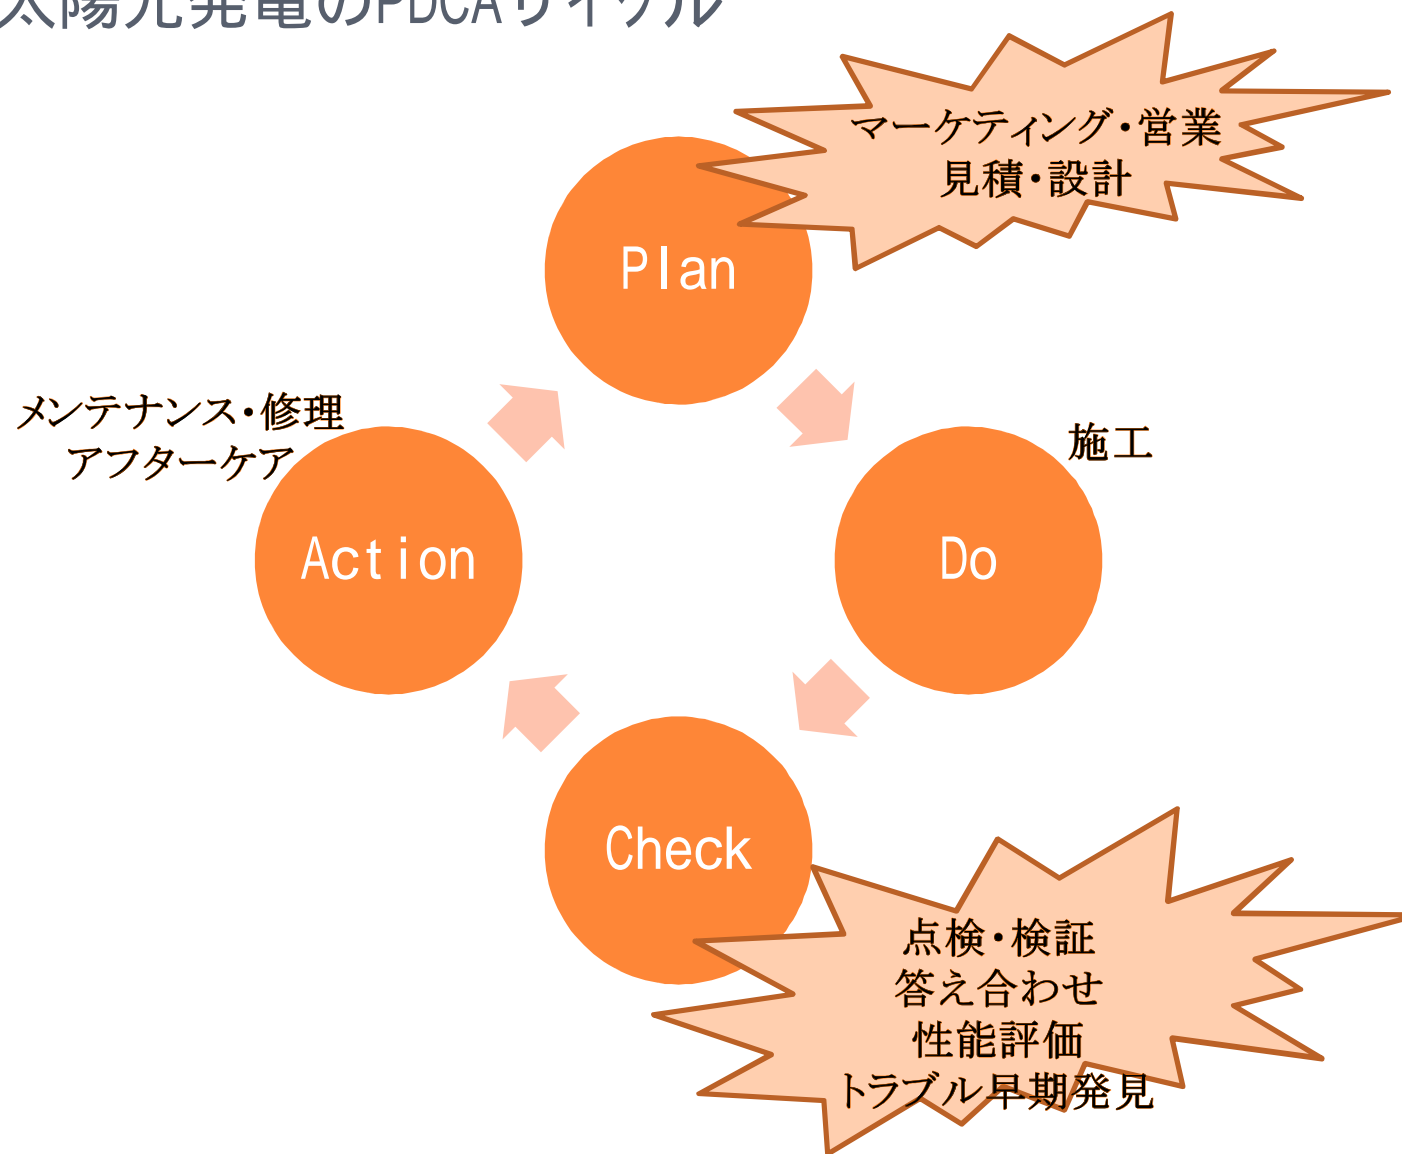 太陽光発電のPDCAサイクル
マーケティング・営業
見積・設計
Plan
メンテナンス・修理
アフターケア
施工
Action
Do
Check
点検・検証
答え合わせ
性能評価
トラブル早期発見